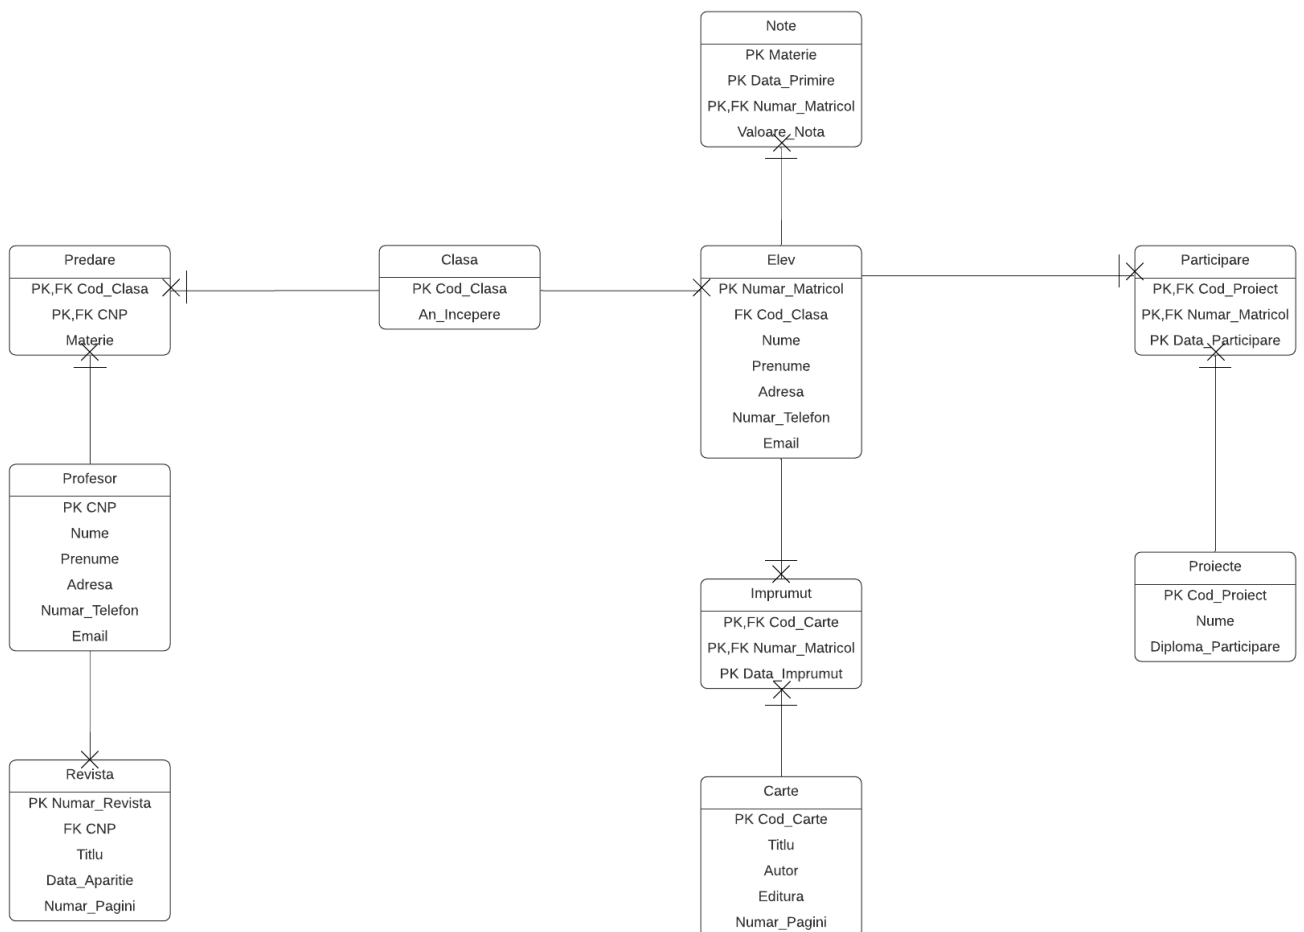 Note
PK Materie
PK Data_Primire
PK,FK Numar_Matricol
Valoare_Nota
Predare
PK,FK Cod_Clasa
PK,FK CNP
Materie
Clasa
PK Cod_Clasa
An_Incepere
Elev
PK Numar_Matricol
FK Cod_Clasa
Nume
Prenume
Adresa
Numar_Telefon
Email
Participare
PK,FK Cod_Proiect
PK,FK Numar_Matricol
PK Data_Participare
Profesor
PK CNP
Nume
Prenume
Adresa
Numar_Telefon
Email
Imprumut
PK,FK Cod_Carte
PK,FK Numar_Matricol
PK Data_Imprumut
Proiecte
PK Cod_Proiect
Nume
Diploma_Participare
Revista
PK Numar_Revista
FK CNP
Titlu
Data_Aparitie
Numar_Pagini
Carte
PK Cod_Carte
Titlu
Autor
Editura
Numar_Pagini